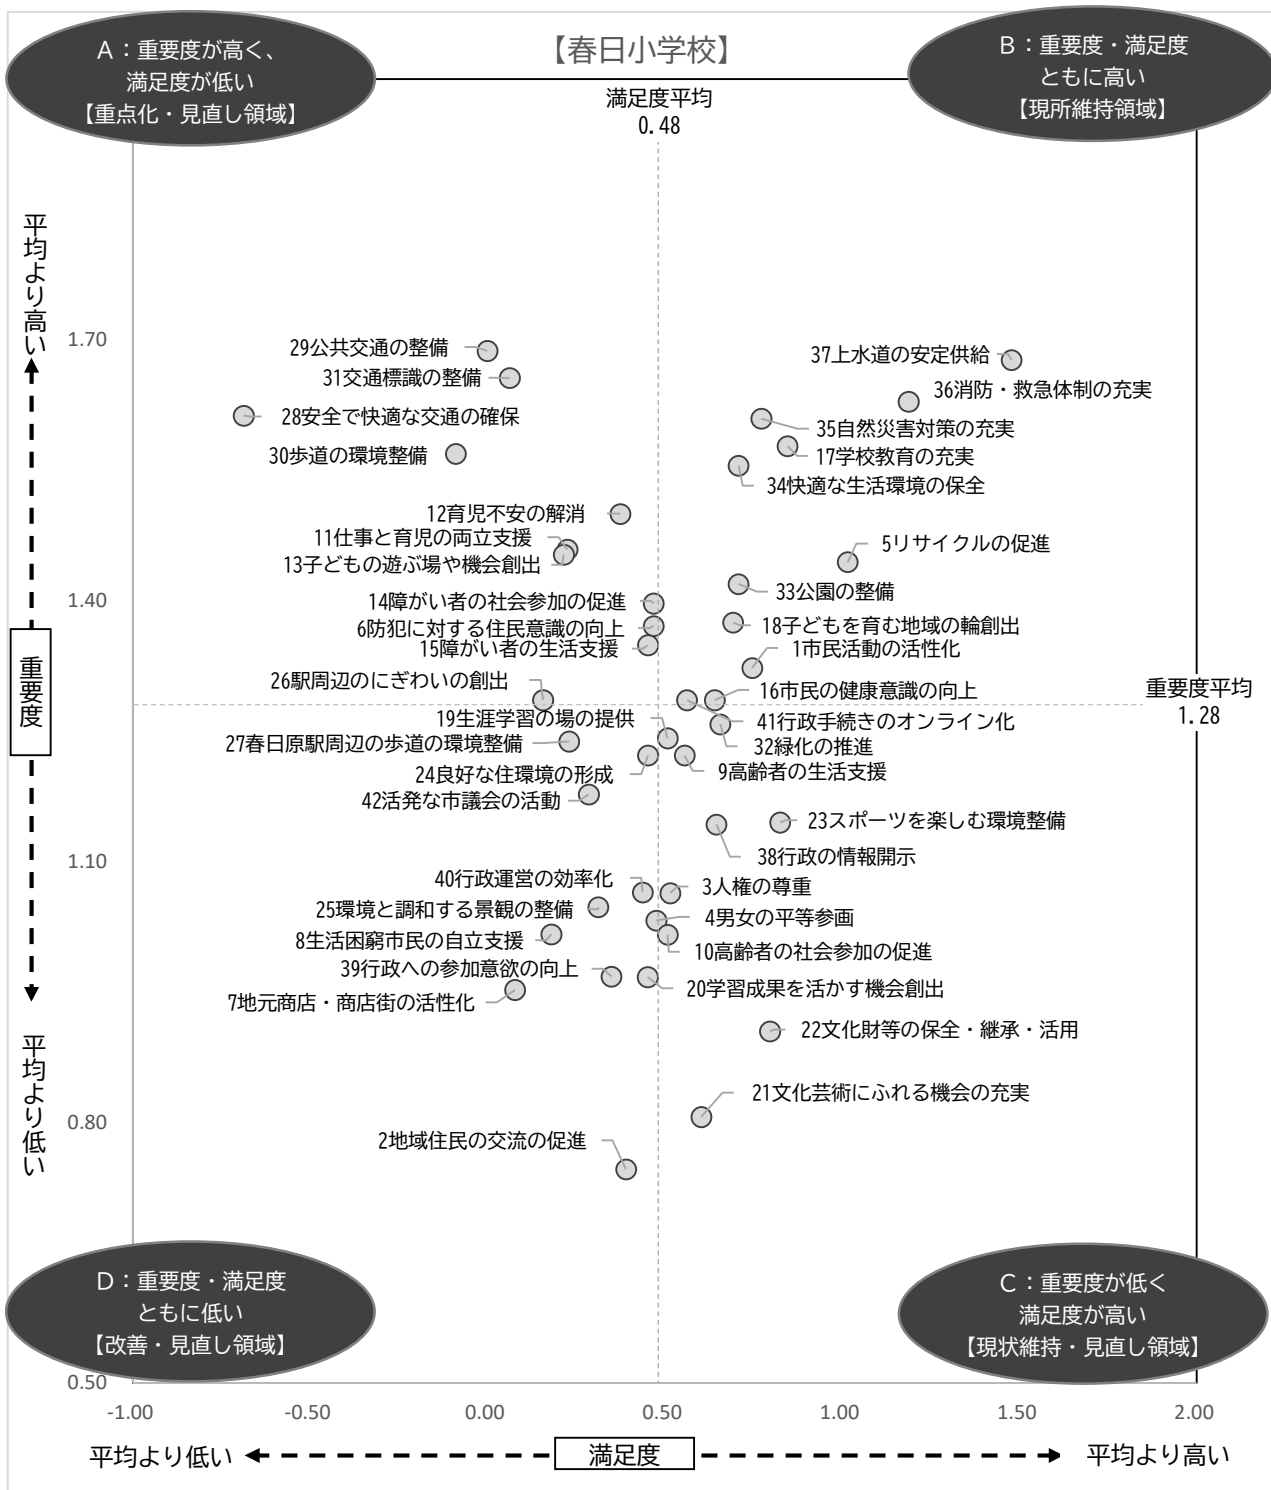 【春日小学校】
A：重要度が高く、
満足度が低い
【重点化・見直し領域】
B：重要度・満足度
ともに高い
【現所維持領域】
満足度平均
0.48
平均より高い
1.70
29公共交通の整備
37上水道の安定供給
31交通標識の整備
36消防・救急体制の充実
28安全で快適な交通の確保
35自然災害対策の充実
30歩道の環境整備
17学校教育の充実
34快適な生活環境の保全
12育児不安の解消
11仕事と育児の両立支援
5リサイクルの促進
13子どもの遊ぶ場や機会創出
33公園の整備
1.40
14障がい者の社会参加の促進
6防犯に対する住民意識の向上
18子どもを育む地域の輪創出
15障がい者の生活支援
1市民活動の活性化
重要度
26駅周辺のにぎわいの創出
16市民の健康意識の向上
重要度平均
1.28
19生涯学習の場の提供
41行政手続きのオンライン化
27春日原駅周辺の歩道の環境整備
32緑化の推進
24良好な住環境の形成
9高齢者の生活支援
42活発な市議会の活動
23スポーツを楽しむ環境整備
38行政の情報開示
1.10
40行政運営の効率化
3人権の尊重
25環境と調和する景観の整備
4男女の平等参画
8生活困窮市民の自立支援
10高齢者の社会参加の促進
39行政への参加意欲の向上
20学習成果を活かす機会創出
7地元商店・商店街の活性化
22文化財等の保全・継承・活用
平均より低い
21文化芸術にふれる機会の充実
0.80
2地域住民の交流の促進
D：重要度・満足度
ともに低い
【改善・見直し領域】
C：重要度が低く
満足度が高い
【現状維持・見直し領域】
0.50
-1.00
-0.50
0.00
0.50
1.00
1.50
2.00
平均より低い
満足度
平均より高い